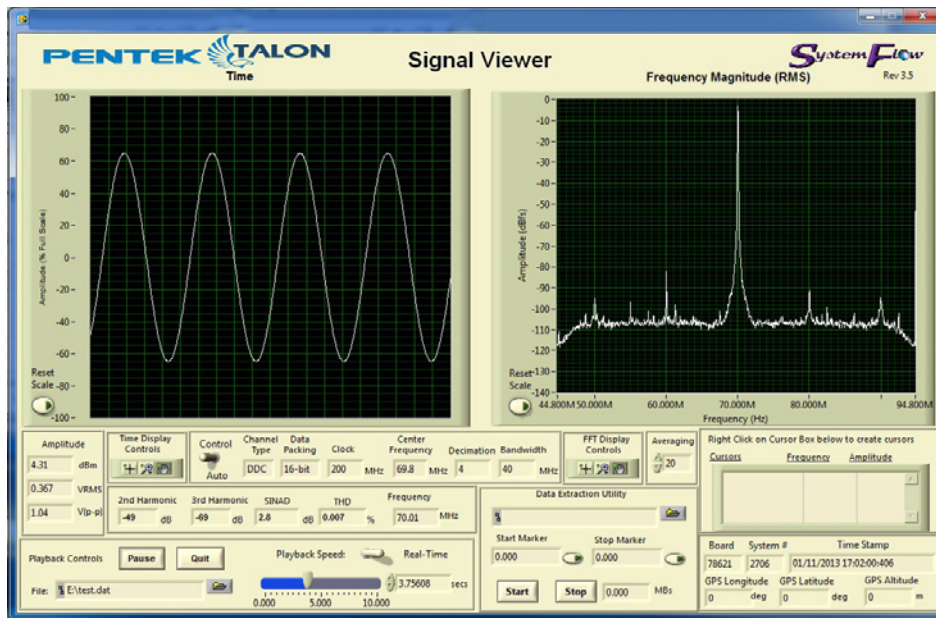 PENTEK TALON
Signal Viewer
SystemFlow
Rev 3.5
Time
Frequency Magnitude (RMS)
Amplitude (% Full Scale)
100
80
60
40
20
0
-20
-40
-60
-80
-100
Reset
Scale
Amplitude (dBfs)
0
-10
-20
-30
-40
-50
-60
-70
-80
-90
-100
-110
-120
-130
-140
Reset
Scale
44.800M 50.000M 60.000M 70.000M 80.000M 94.800M
Frequency (Hz)
Amplitude
4.31 dBm
0.367 VRMS
1.04 V(p-p)
Time Display
Controls
Control
Auto
Channel Type
DDC
Data Packing
16-bit
Clock
200 MHz
Center Frequency
69.8 MHz
Decimation
4
Bandwidth
40 MHz
FFT Display
Controls
Averaging
20
2nd Harmonic
-49 dB
3rd Harmonic
-69 dB
SINAD
2.8 dB
THD
0.007 %
Frequency
70.01 MHz
Right Click on Cursor Box below to create cursors
Cursors Frequency Amplitude
Data Extraction Utility
Start Marker
0.000
Stop Marker
0.000
Start Stop 0.000 MBs
Playback Controls Pause Quit
Playback Speed: Real-Time
File: E:\test.dat
0.000 5.000 10.000
3.75608 secs
Board System # Time Stamp
78621 2706 01/11/2013 17:02:00:406
GPS Longitude GPS Latitude GPS Altitude
0 deg 0 deg 0 m